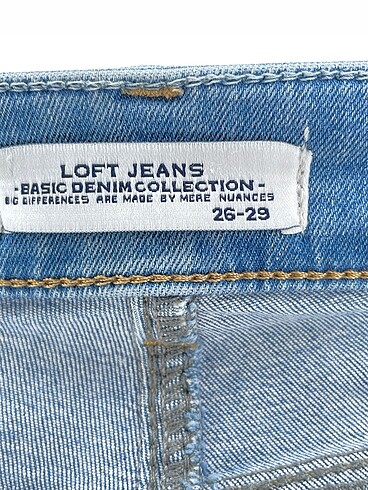 LOFT JEANS
-BASIC DENIM COLLECTION-
BIG DIFFERENCES ARE MADE BY MERE NUANCES
26-29